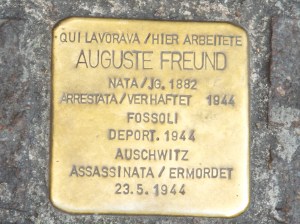 QUI LAVORAVA/HIER ARBEITETE
AUGUSTE FREUND
NATA/JG. 1882
ARRESTATA/VERHAFTET 1944
FOSSOLI
DEPORT. 1944
AUSCHWITZ
ASSASSINATA/ERMORDET
23.5.1944